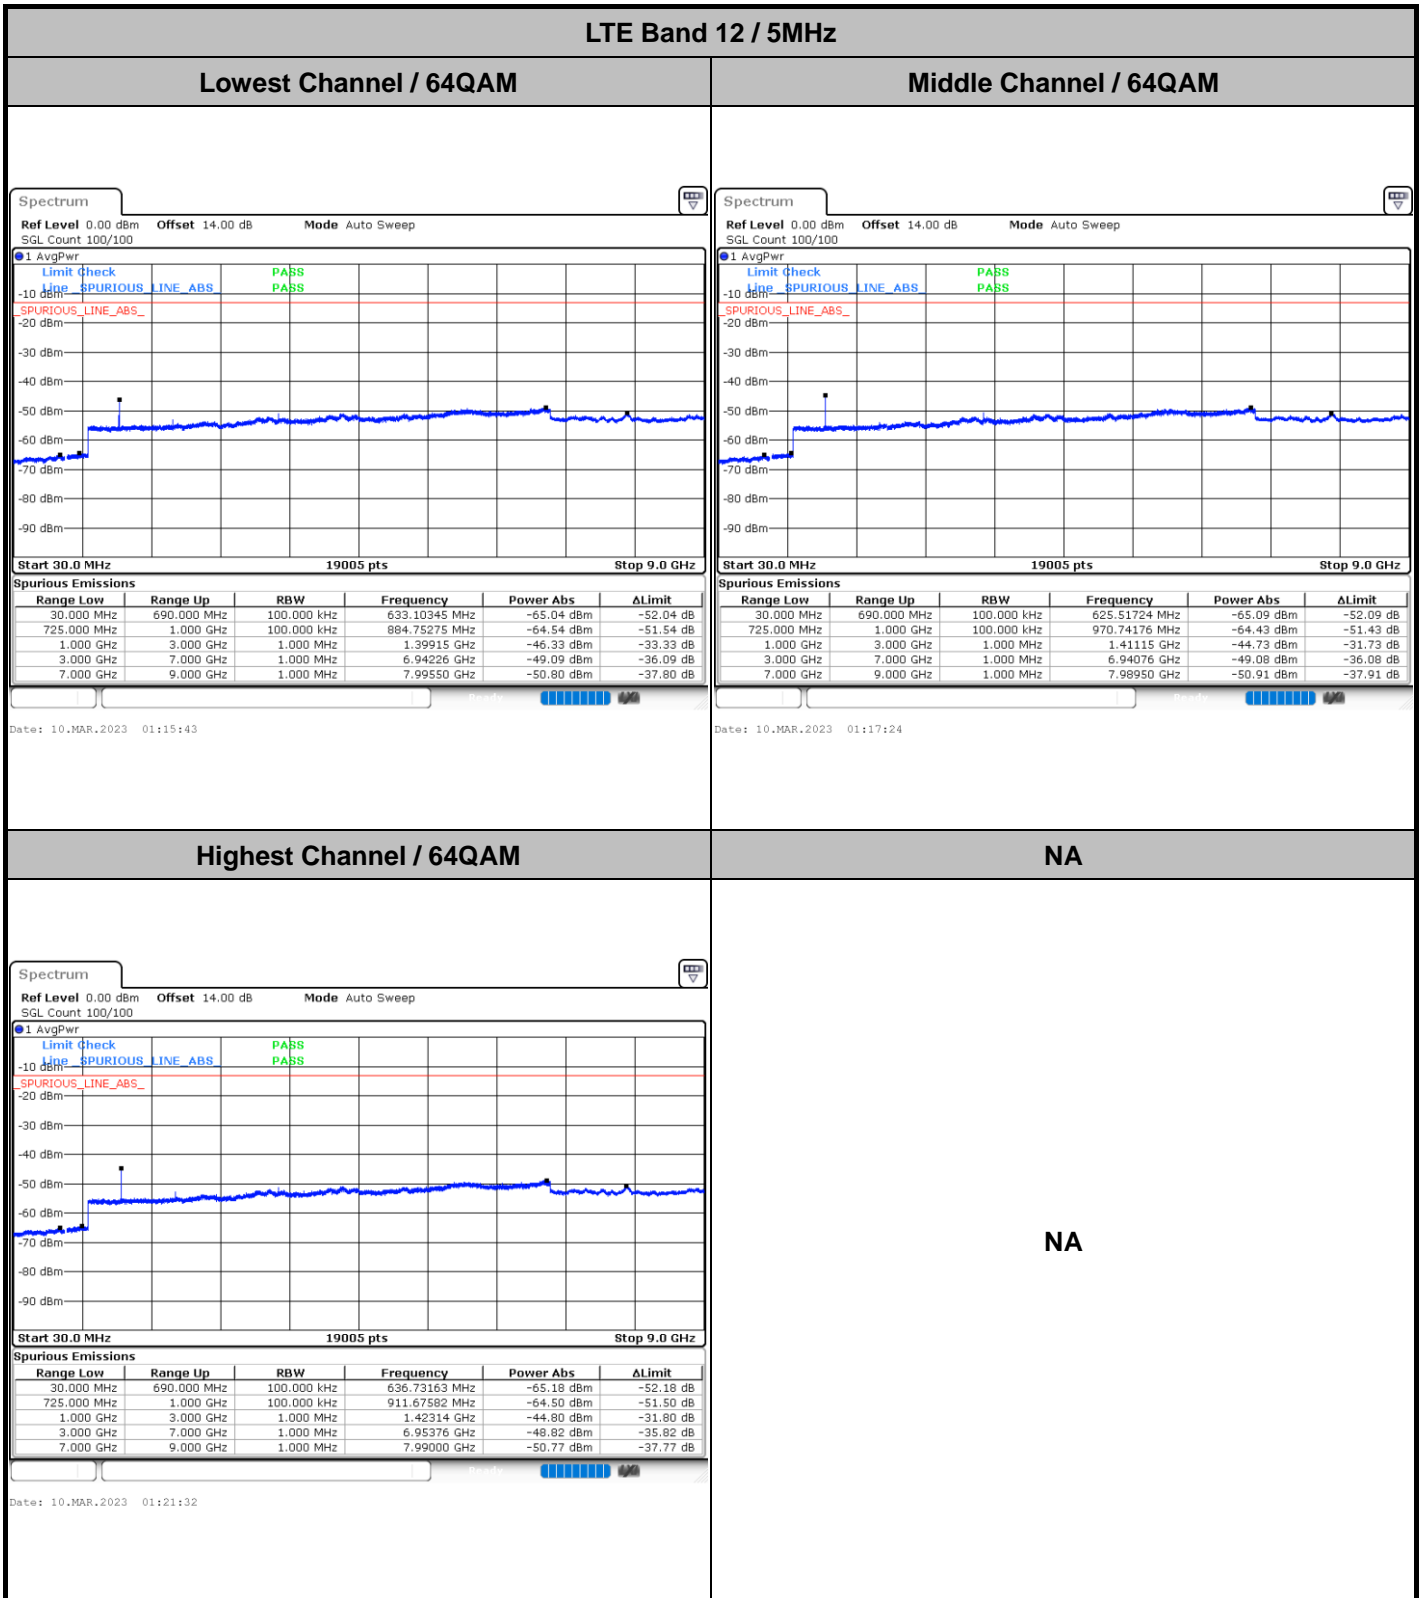 LTE Band 12 / 5MHz
Lowest Channel / 64QAM
Middle Channel / 64QAM
Spectrum
Ref Level 0.00 dBm Offset 14.00 dB Mode Auto Sweep
SGL Count 100/100
1 AvgPwr
Limit Check PASS
Line _SPURIOUS_LINE_ABS_ PASS
-10 dBm
_SPURIOUS_LINE_ABS_
-20 dBm
-30 dBm
-40 dBm
-50 dBm
-60 dBm
-70 dBm
-80 dBm
-90 dBm
Start 30.0 MHz 19005 pts Stop 9.0 GHz
Spurious Emissions
Range Low Range Up RBW Frequency Power Abs ΔLimit
30.000 MHz 690.000 MHz 100.000 kHz 633.10345 MHz -65.04 dBm -52.04 dB
725.000 MHz 1.000 GHz 100.000 kHz 884.75275 MHz -64.54 dBm -51.54 dB
1.000 GHz 3.000 GHz 1.000 MHz 1.39915 GHz -46.33 dBm -33.33 dB
3.000 GHz 7.000 GHz 1.000 MHz 6.94226 GHz -49.09 dBm -36.09 dB
7.000 GHz 9.000 GHz 1.000 MHz 7.99550 GHz -50.80 dBm -37.80 dB
Date: 10.MAR.2023 01:15:43
Spectrum
Ref Level 0.00 dBm Offset 14.00 dB Mode Auto Sweep
SGL Count 100/100
1 AvgPwr
Limit Check PASS
Line _SPURIOUS_LINE_ABS_ PASS
-10 dBm
_SPURIOUS_LINE_ABS_
-20 dBm
-30 dBm
-40 dBm
-50 dBm
-60 dBm
-70 dBm
-80 dBm
-90 dBm
Start 30.0 MHz 19005 pts Stop 9.0 GHz
Spurious Emissions
Range Low Range Up RBW Frequency Power Abs ΔLimit
30.000 MHz 690.000 MHz 100.000 kHz 625.51724 MHz -65.09 dBm -52.09 dB
725.000 MHz 1.000 GHz 100.000 kHz 970.74176 MHz -64.43 dBm -51.43 dB
1.000 GHz 3.000 GHz 1.000 MHz 1.41115 GHz -44.73 dBm -31.73 dB
3.000 GHz 7.000 GHz 1.000 MHz 6.94076 GHz -49.08 dBm -36.08 dB
7.000 GHz 9.000 GHz 1.000 MHz 7.98950 GHz -50.91 dBm -37.91 dB
Date: 10.MAR.2023 01:17:24
Highest Channel / 64QAM
NA
Spectrum
Ref Level 0.00 dBm Offset 14.00 dB Mode Auto Sweep
SGL Count 100/100
1 AvgPwr
Limit Check PASS
Line _SPURIOUS_LINE_ABS_ PASS
-10 dBm
_SPURIOUS_LINE_ABS_
-20 dBm
-30 dBm
-40 dBm
-50 dBm
-60 dBm
-70 dBm
-80 dBm
-90 dBm
Start 30.0 MHz 19005 pts Stop 9.0 GHz
Spurious Emissions
Range Low Range Up RBW Frequency Power Abs ΔLimit
30.000 MHz 690.000 MHz 100.000 kHz 636.73163 MHz -65.18 dBm -52.18 dB
725.000 MHz 1.000 GHz 100.000 kHz 911.67582 MHz -64.50 dBm -51.50 dB
1.000 GHz 3.000 GHz 1.000 MHz 1.42314 GHz -44.80 dBm -31.80 dB
3.000 GHz 7.000 GHz 1.000 MHz 6.95376 GHz -48.82 dBm -35.82 dB
7.000 GHz 9.000 GHz 1.000 MHz 7.99000 GHz -50.77 dBm -37.77 dB
Date: 10.MAR.2023 01:21:32
NA